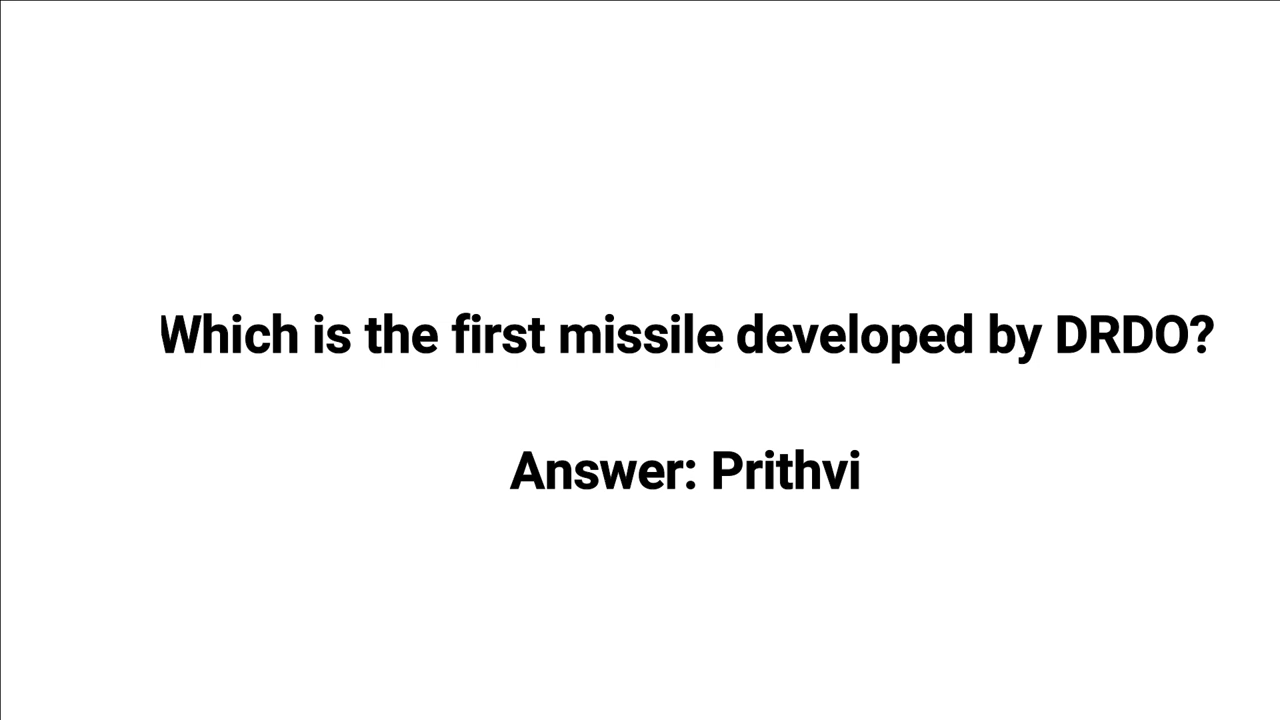 Which is the first missile developed by DRDO?
Answer: Prithvi